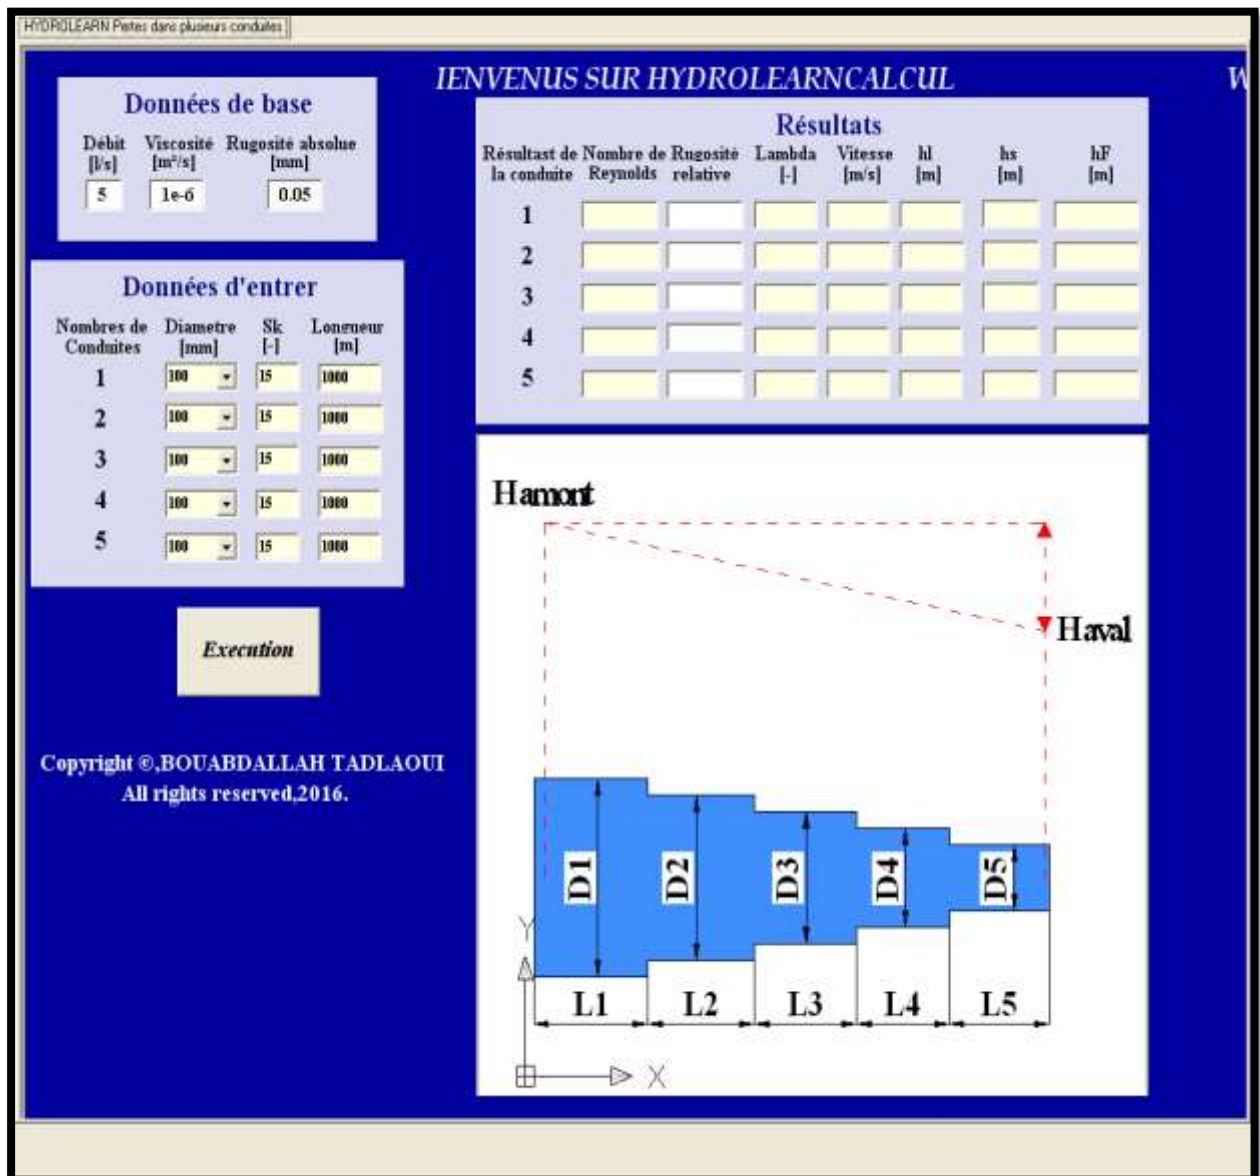 HYDROLEARN Pertes dans plusieurs conduites
IENVENUS SUR HYDROLEARNCALCUL W
Données de base
Débit Viscosité Rugosité absolue
[l/s] [m²/s] [mm]
5 1e-6 0.05
Données d'entrer
Nombres de Diametre Sk Longueur
Conduites [mm] [-] [m]
1 100 15 1000
2 100 15 1000
3 100 15 1000
4 100 15 1000
5 100 15 1000
Execution
Copyright ©,BOUABDALLAH TADLAOUI
All rights reserved,2016.
Résultats
Résultast de Nombre de Rugosité Lambda Vitesse hl hs hF
la conduite Reynolds relative [-] [m/s] [m] [m] [m]
1
2
3
4
5
Hamont
Haval
D1 D2 D3 D4 D5
Y
L1 L2 L3 L4 L5
X